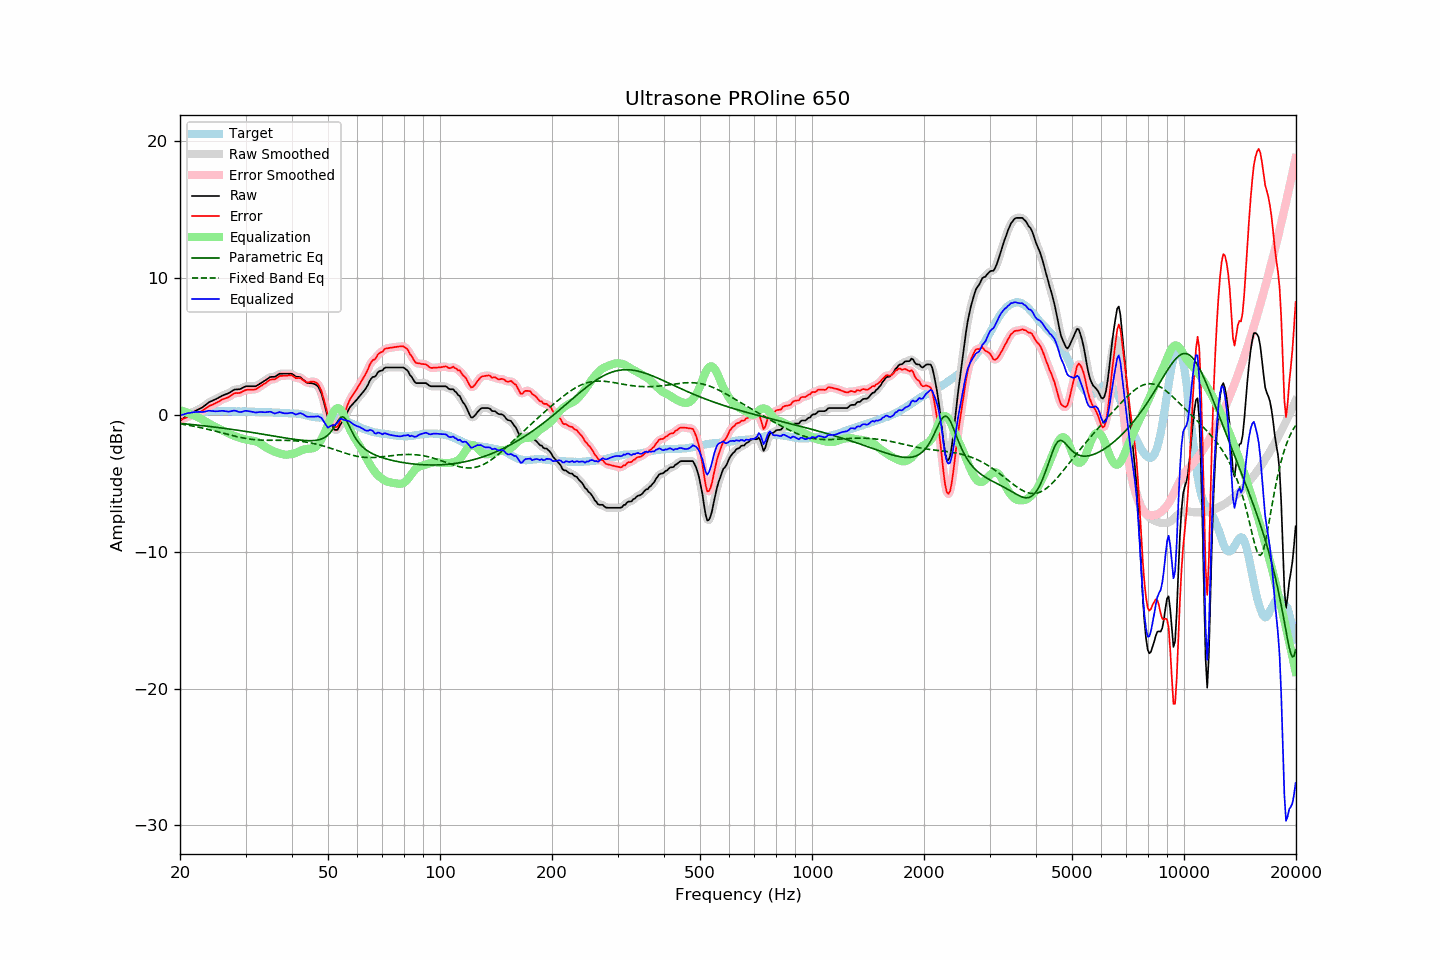 Ultrasone PROline 650
Target
Raw Smoothed
Error Smoothed
Raw
Error
Equalization
Parametric Eq
Fixed Band Eq
Equalized
20
10
0
−10
−20
−30
Amplitude (dBr)
20 50 100 200 500 1000 2000 5000 10000 20000
Frequency (Hz)